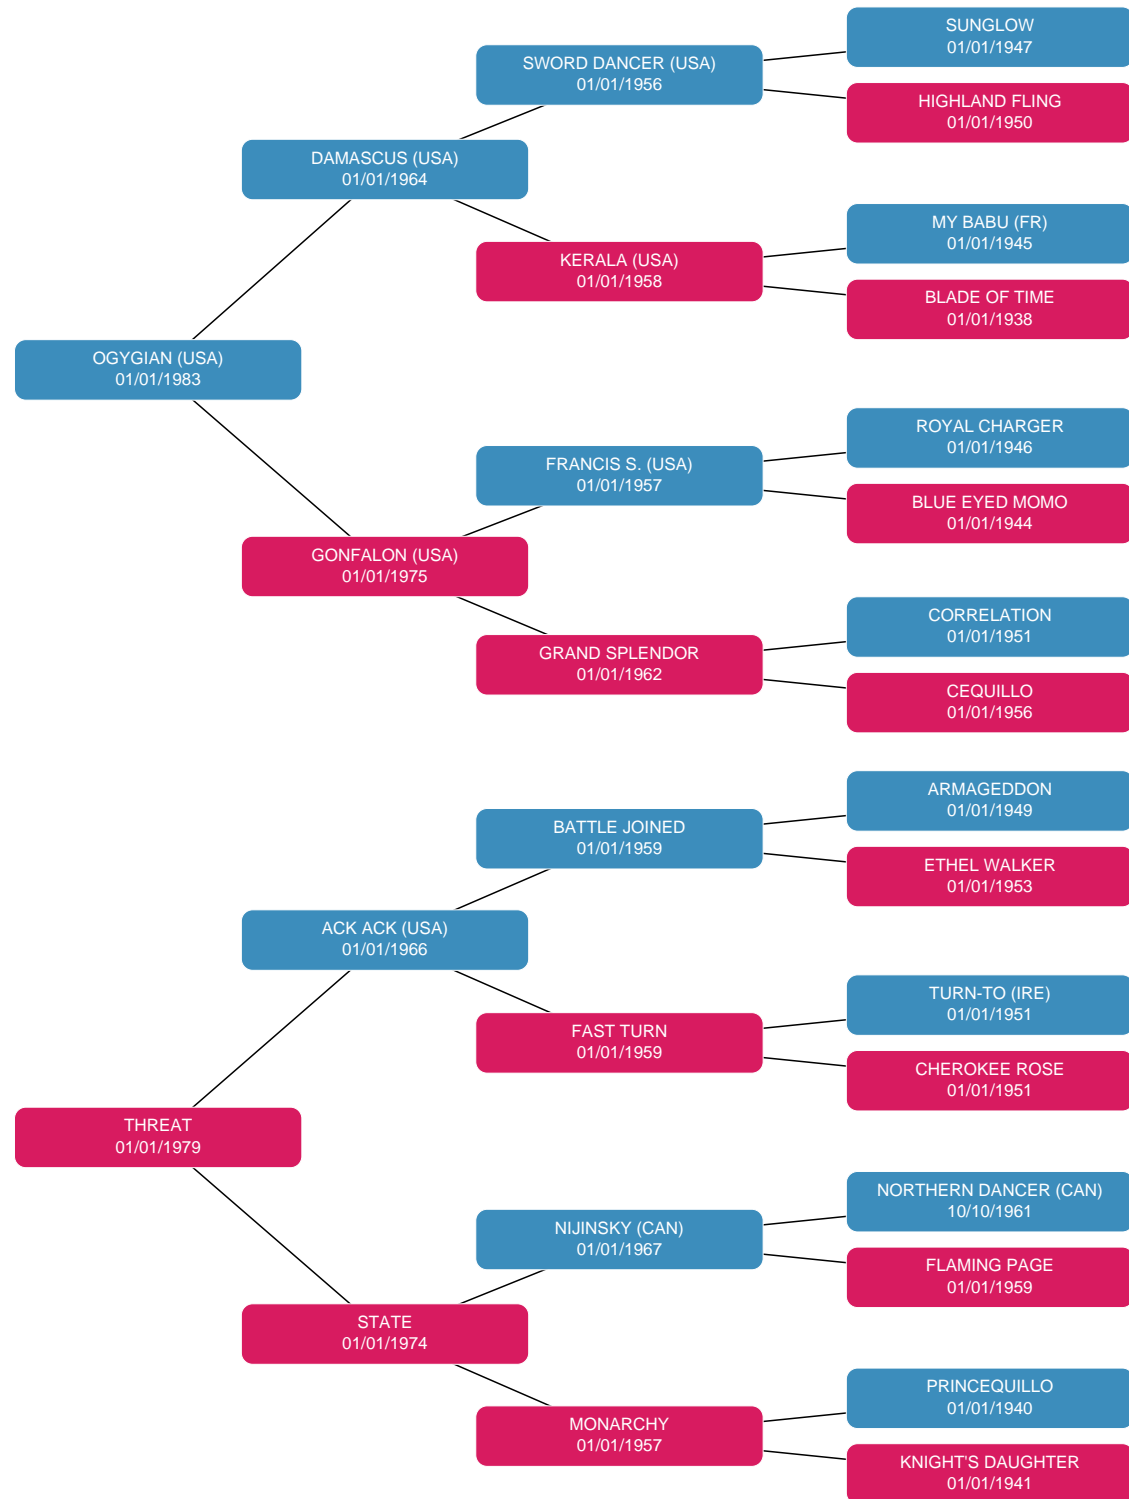 SUNGLOW
01/01/1947
SWORD DANCER (USA)
01/01/1956
HIGHLAND FLING
01/01/1950
DAMASCUS (USA)
01/01/1964
MY BABU (FR)
01/01/1945
KERALA (USA)
01/01/1958
BLADE OF TIME
01/01/1938
OGYGIAN (USA)
01/01/1983
ROYAL CHARGER
01/01/1946
FRANCIS S. (USA)
01/01/1957
BLUE EYED MOMO
01/01/1944
GONFALON (USA)
01/01/1975
CORRELATION
01/01/1951
GRAND SPLENDOR
01/01/1962
CEQUILLO
01/01/1956
ARMAGEDDON
01/01/1949
BATTLE JOINED
01/01/1959
ETHEL WALKER
01/01/1953
ACK ACK (USA)
01/01/1966
TURN-TO (IRE)
01/01/1951
FAST TURN
01/01/1959
CHEROKEE ROSE
01/01/1951
THREAT
01/01/1979
NORTHERN DANCER (CAN)
10/10/1961
NIJINSKY (CAN)
01/01/1967
FLAMING PAGE
01/01/1959
STATE
01/01/1974
PRINCEQUILLO
01/01/1940
MONARCHY
01/01/1957
KNIGHT'S DAUGHTER
01/01/1941